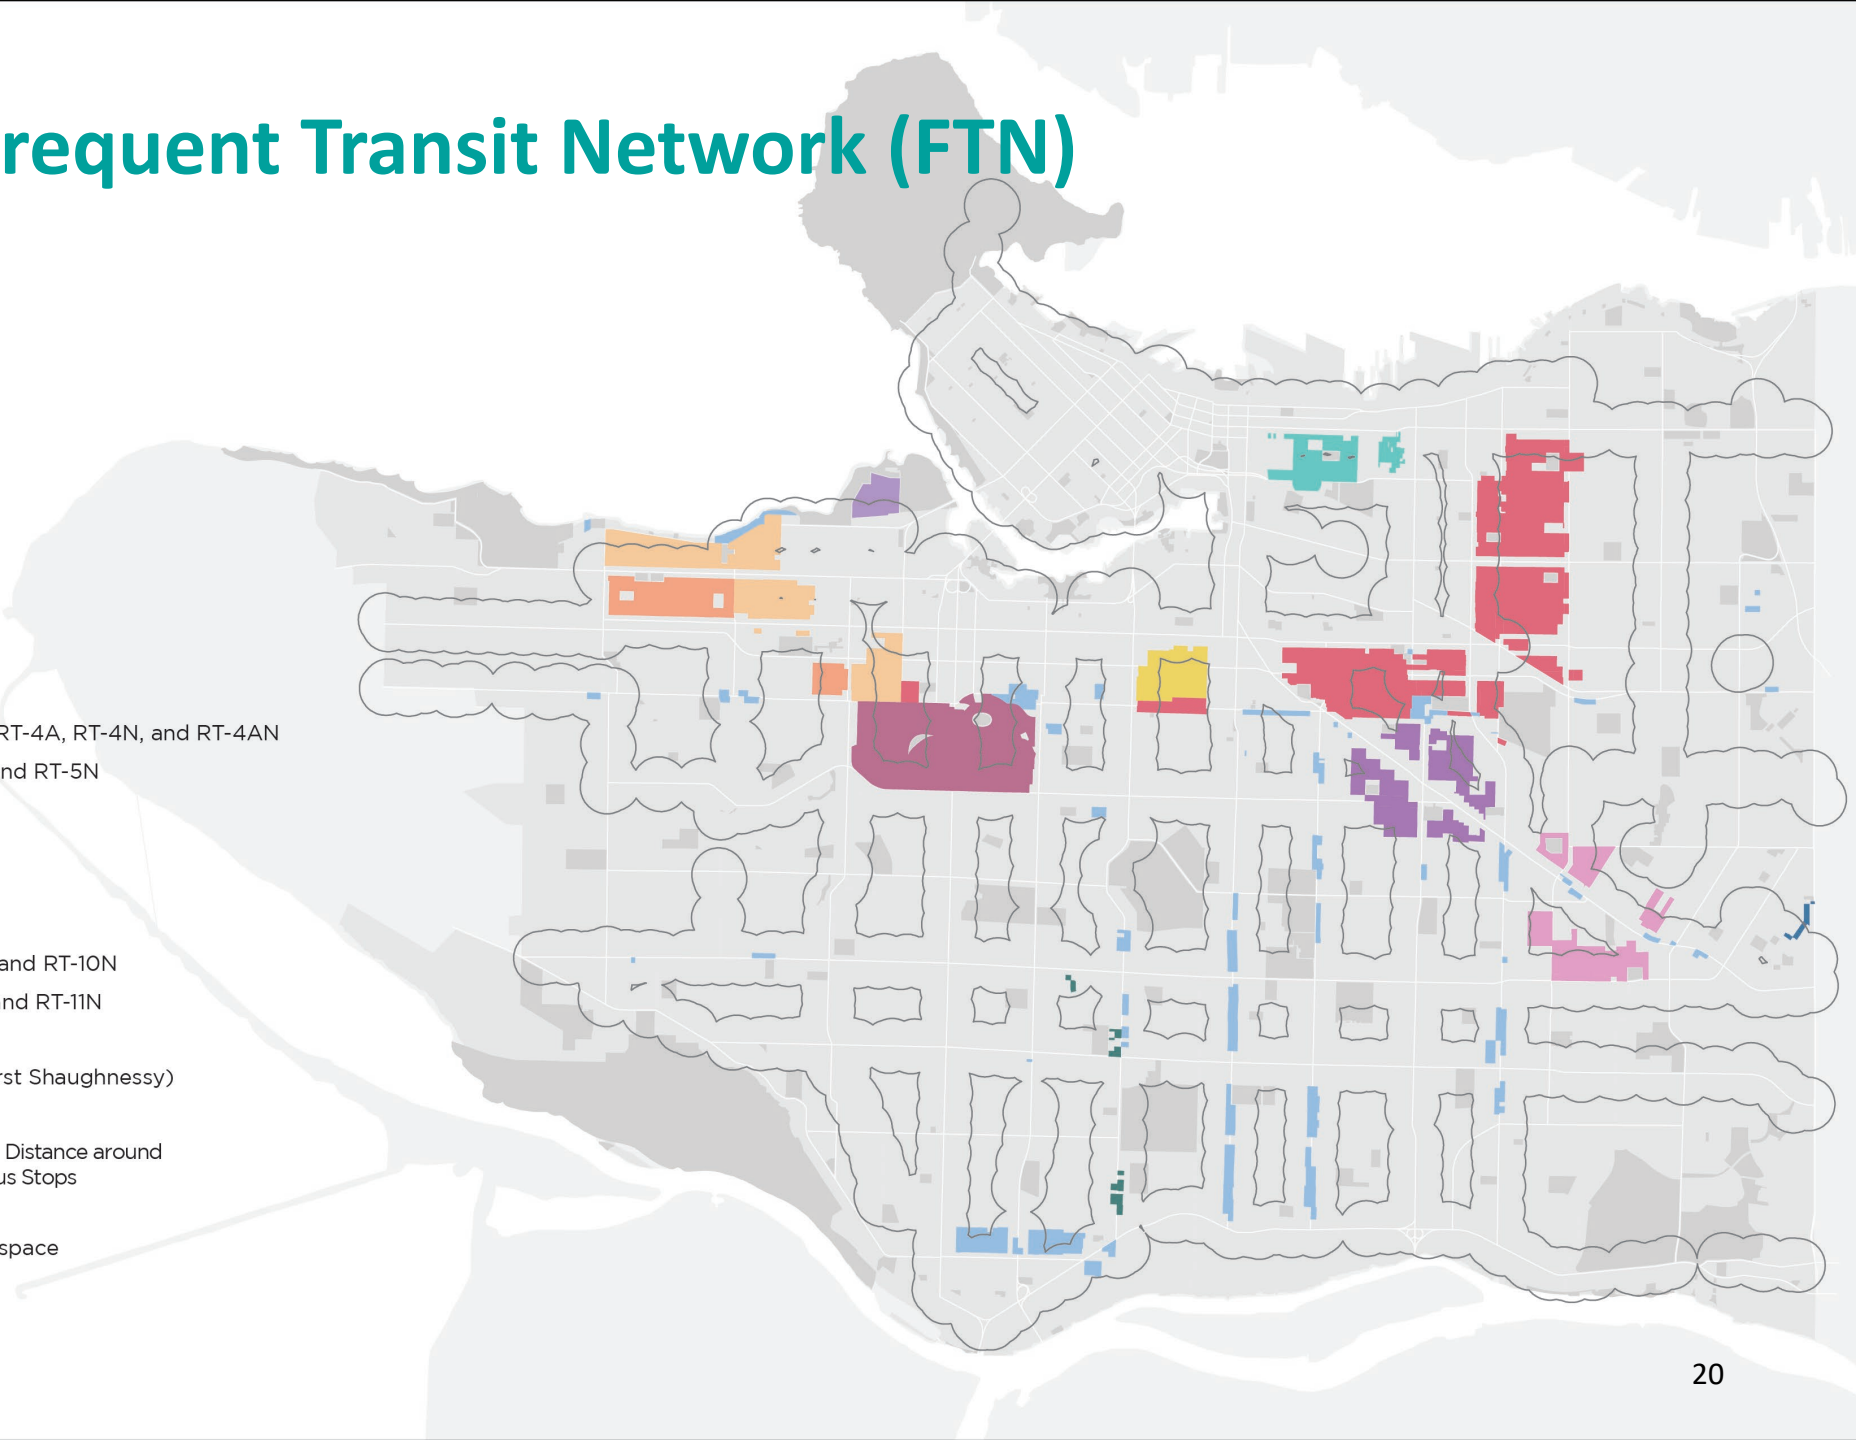 requent Transit Network (FTN)
RT-4A, RT-4N, and RT-4AN
nd RT-5N
and RT-10N
nd RT-11N
rst Shaughnessy)
Distance around
us Stops
space
20